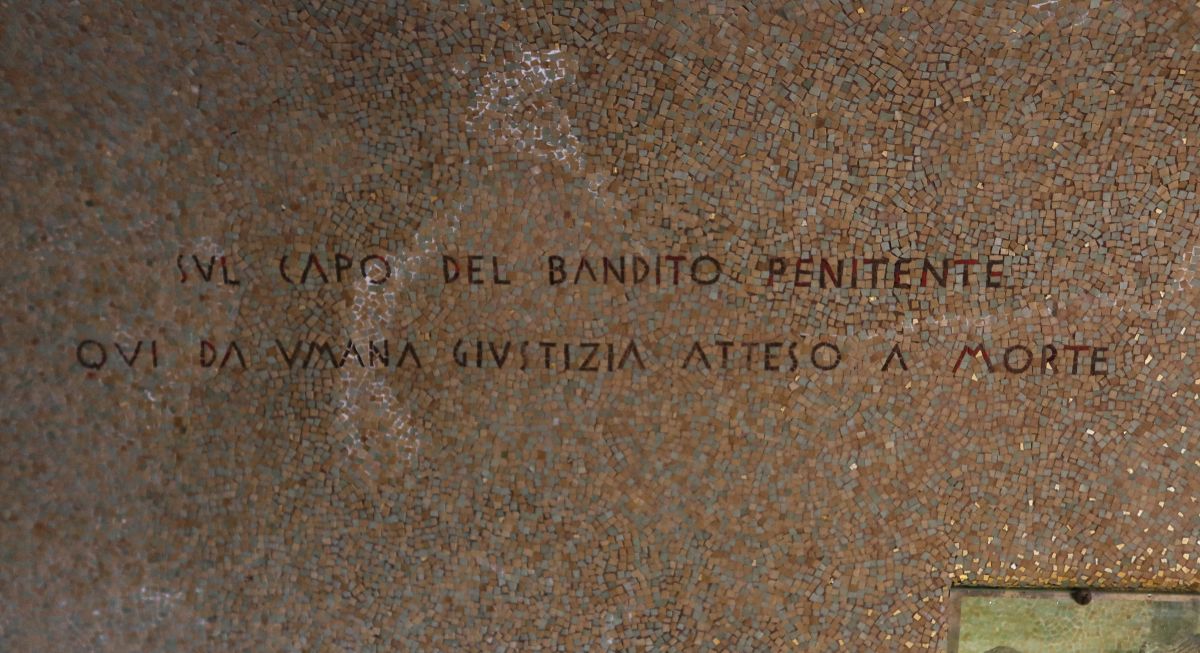 SVL CAPO DEL BANDITO PENITENTE
QVI DA VMANA GIVSTIZIA ATTESO A MORTE